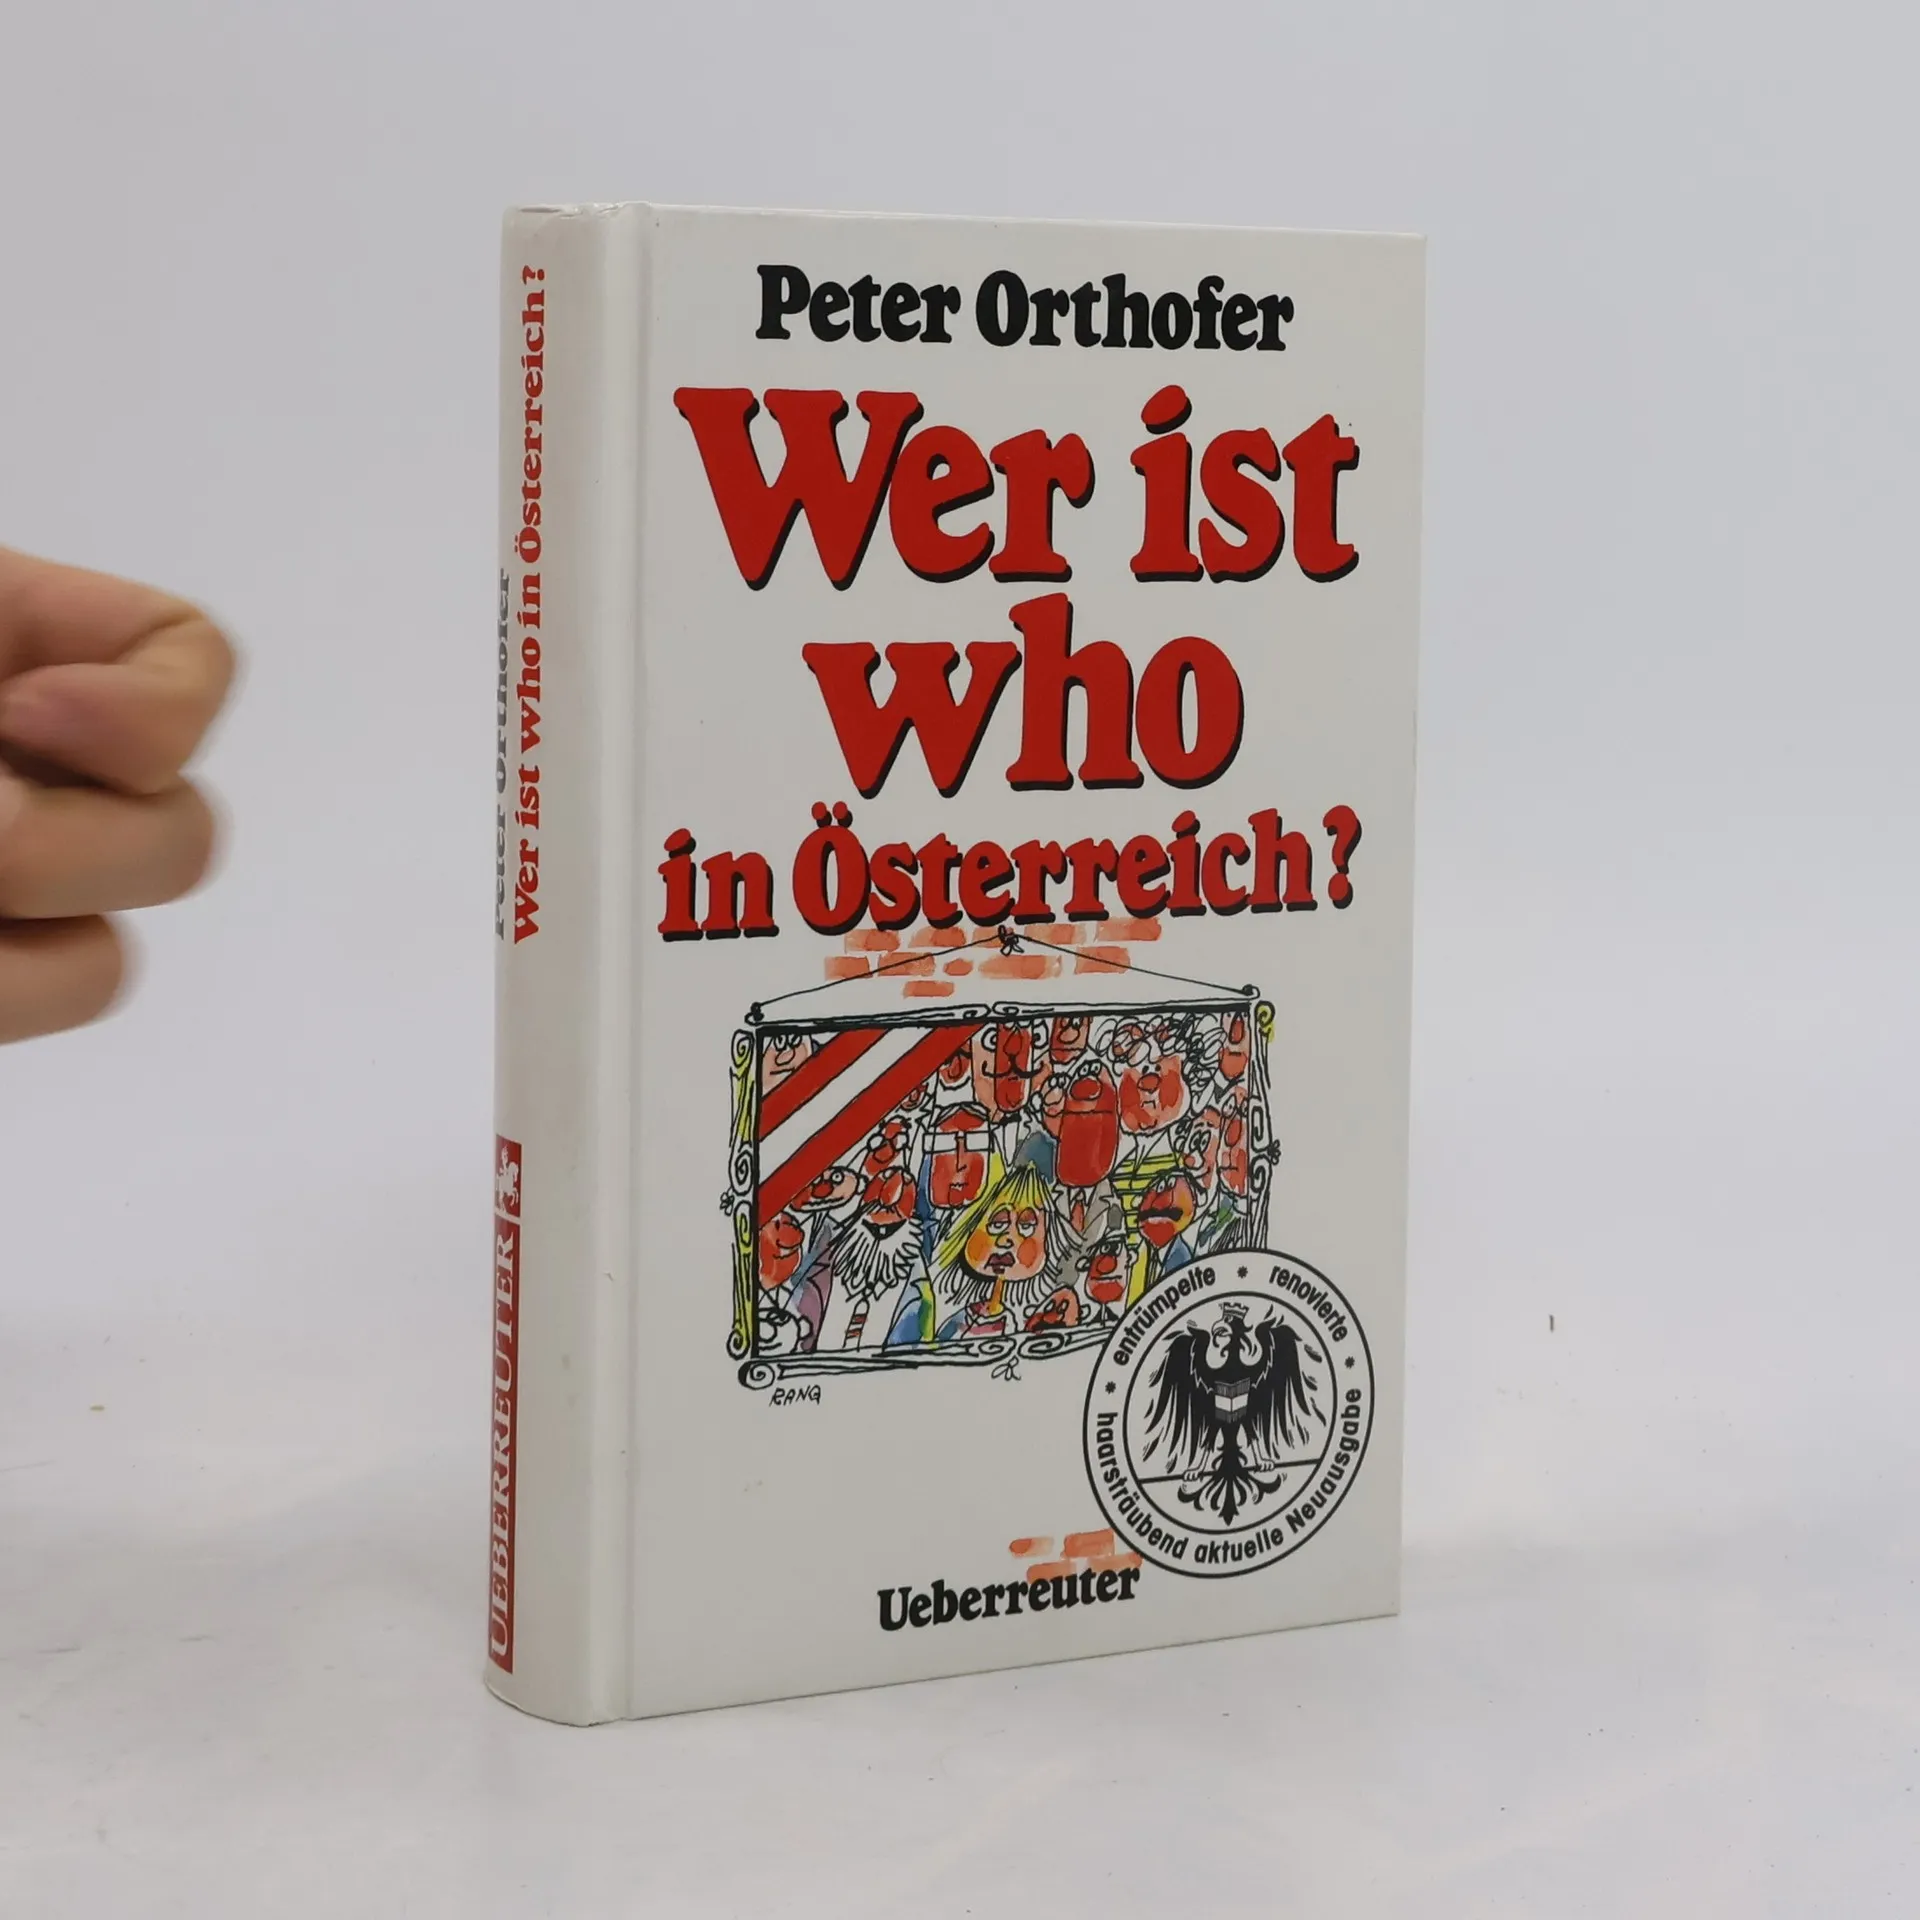 Peter Orthofer
Wer ist
who
in Österreich?
RANG
entrümpelte * renovierte *
haarsträubend aktuelle Neuausgabe *
Ueberreuter
Peter Orthofer
Wer ist who in Österreich?
UEBERREUTER